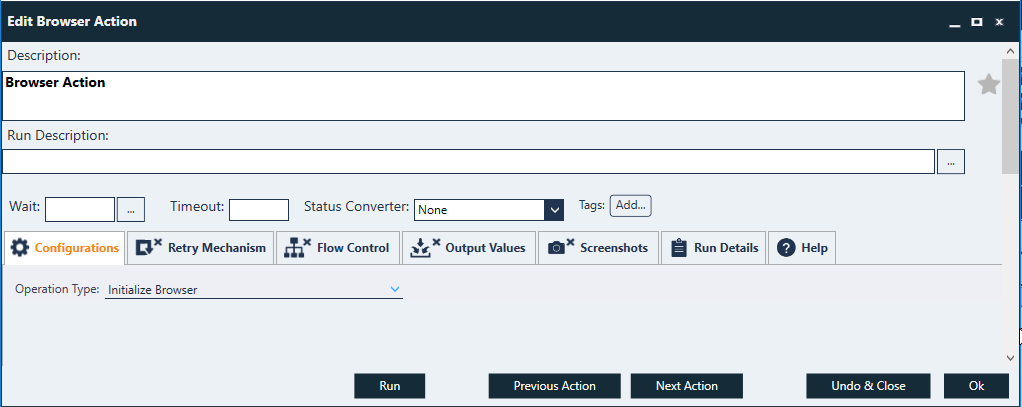 Edit Browser Action
Description:
Browser Action
Run Description:
...
Wait: ... Timeout: Status Converter: None Tags: Add...
Configurations Retry Mechanism Flow Control Output Values Screenshots Run Details Help
Operation Type: Initialize Browser
Run Previous Action Next Action Undo & Close Ok